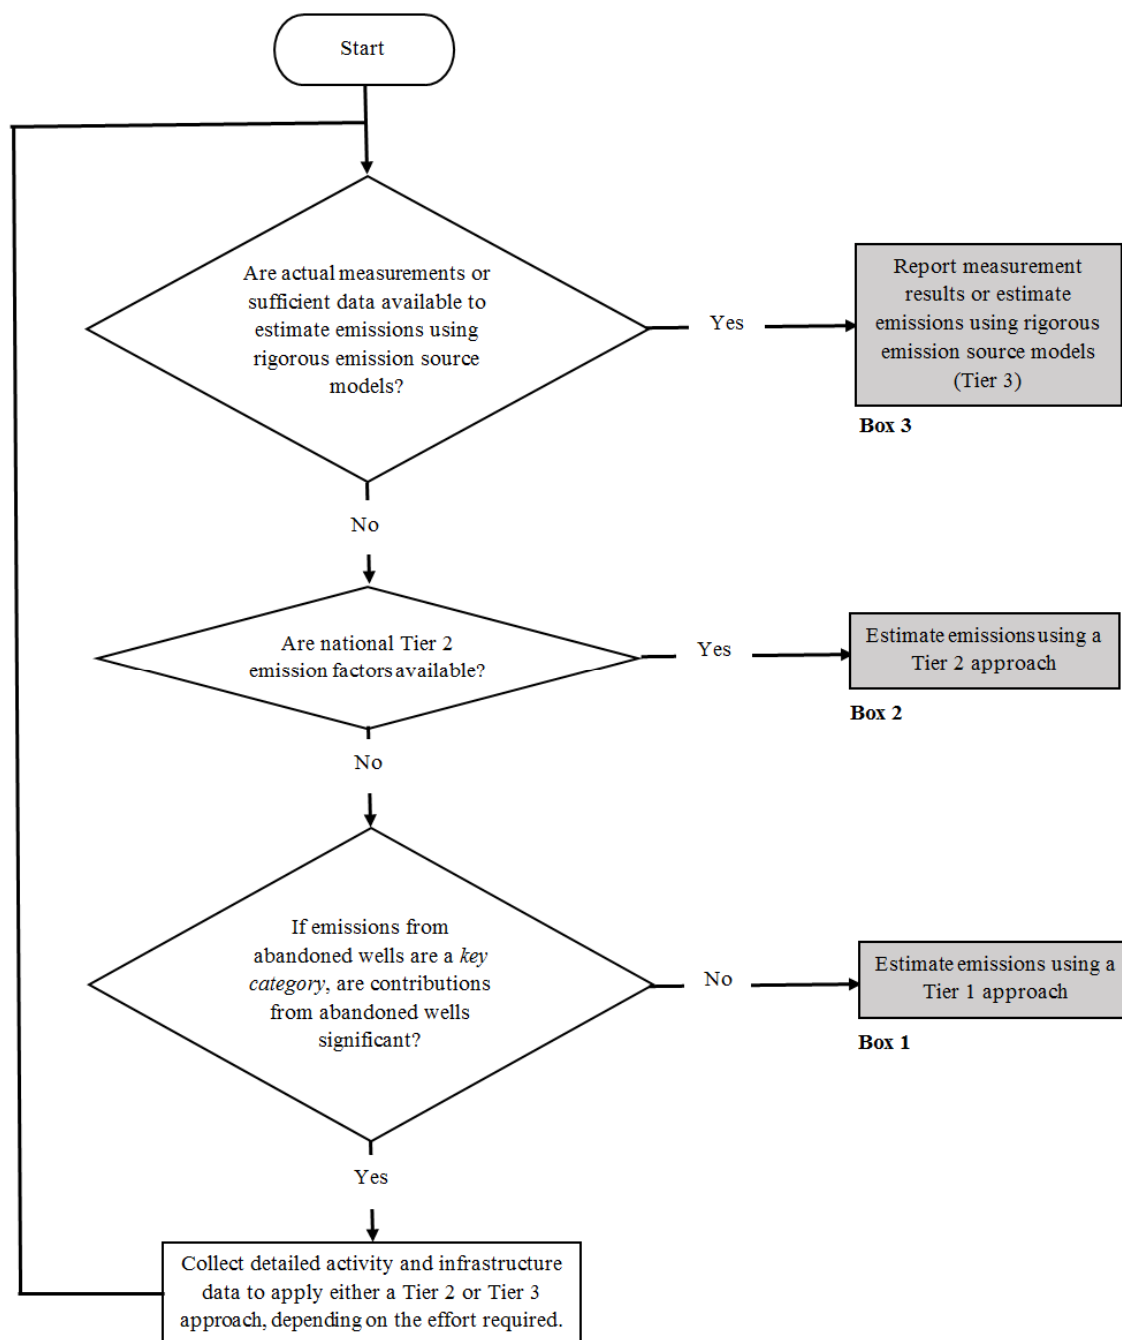 Start
Are actual measurements or
sufficient data available to
estimate emissions using
rigorous emission source
models?
Yes
Report measurement
results or estimate
emissions using rigorous
emission source models
(Tier 3)
Box 3
No
Are national Tier 2
emission factors available?
Yes
Estimate emissions using a
Tier 2 approach
Box 2
No
If emissions from
abandoned wells are a key
category, are contributions
from abandoned wells
significant?
No
Estimate emissions using a
Tier 1 approach
Box 1
Yes
Collect detailed activity and infrastructure
data to apply either a Tier 2 or Tier 3
approach, depending on the effort required.